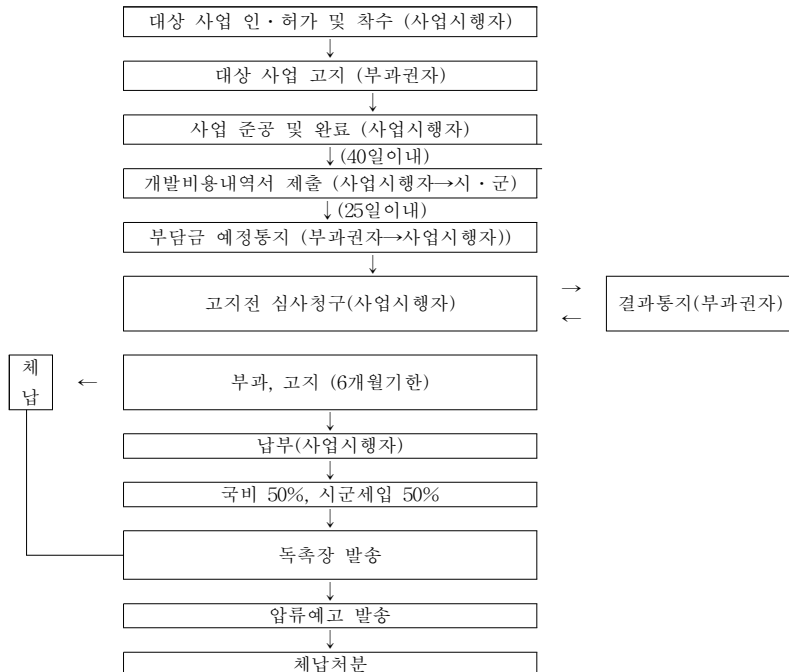 대상 사업 인·허가 및 착수 (사업시행자)
↓
대상 사업 고지 (부과권자)
↓
사업 준공 및 완료 (사업시행자)
↓(40일이내)
개발비용내역서 제출 (사업시행자→시·군)
↓(25일이내)
부담금 예정통지 (부과권자→사업시행자))
↓
고지전 심사청구(사업시행자)
→
←
결과통지(부과권자)
체
납
←
부과, 고지 (6개월기한)
↓
납부(사업시행자)
↓
국비 50%, 시군세입 50%
↓
독촉장 발송
↓
압류예고 발송
↓
체납처분